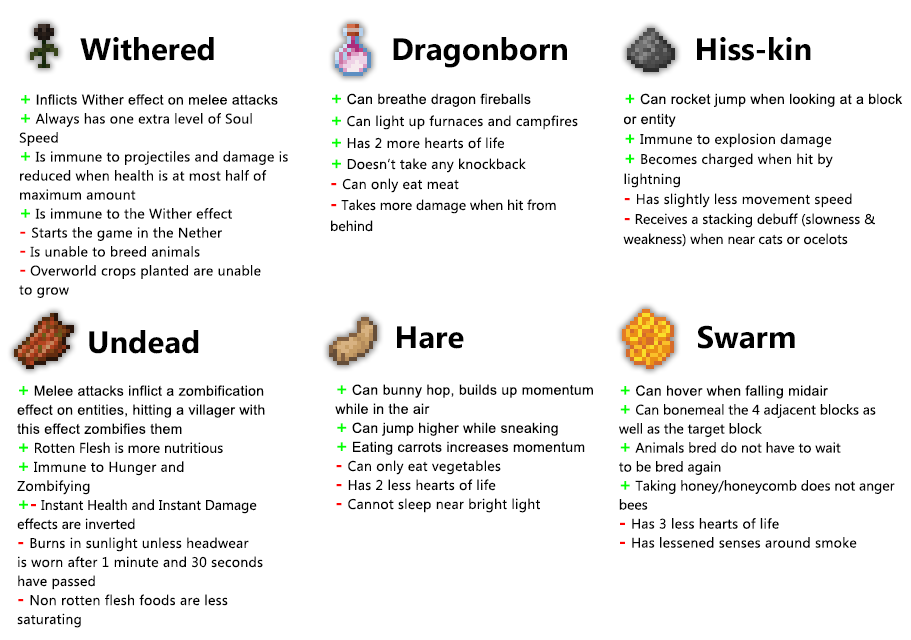 Withered
+ Inflicts Wither effect on melee attacks
+ Always has one extra level of Soul
Speed
+ Is immune to projectiles and damage is
reduced when health is at most half of
maximum amount
+ Is immune to the Wither effect
- Starts the game in the Nether
- Is unable to breed animals
- Overworld crops planted are unable
to grow
Dragonborn
+ Can breathe dragon fireballs
+ Can light up furnaces and campfires
+ Has 2 more hearts of life
+ Doesn't take any knockback
- Can only eat meat
- Takes more damage when hit from
behind
Hiss-kin
+ Can rocket jump when looking at a block
or entity
+ Immune to explosion damage
+ Becomes charged when hit by
lightning
- Has slightly less movement speed
- Receives a stacking debuff (slowness &
weakness) when near cats or ocelots
Undead
+ Melee attacks inflict a zombification
effect on entities, hitting a villager with
this effect zombifies them
+ Rotten Flesh is more nutritious
+ Immune to Hunger and
Zombifying
+- Instant Health and Instant Damage
effects are inverted
- Burns in sunlight unless headwear
is worn after 1 minute and 30 seconds
have passed
- Non rotten flesh foods are less
saturating
Hare
+ Can bunny hop, builds up momentum
while in the air
+ Can jump higher while sneaking
+ Eating carrots increases momentum
- Can only eat vegetables
- Has 2 less hearts of life
- Cannot sleep near bright light
Swarm
+ Can hover when falling midair
+ Can bonemeal the 4 adjacent blocks as
well as the target block
+ Animals bred do not have to wait
to be bred again
+ Taking honey/honeycomb does not anger
bees
- Has 3 less hearts of life
- Has lessened senses around smoke